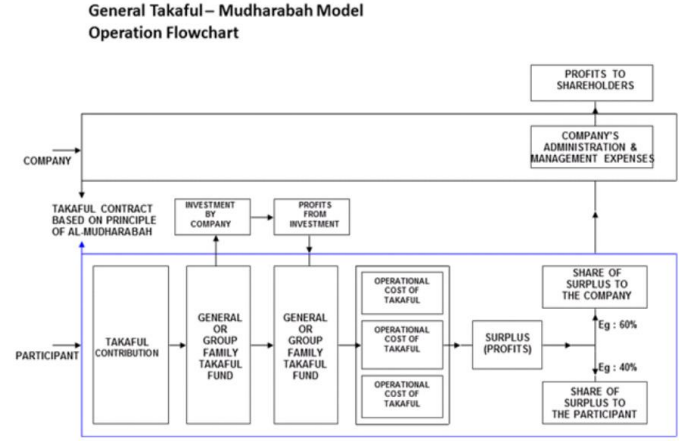 General Takaful – Mudharabah Model
Operation Flowchart
PROFITS TO
SHAREHOLDERS
COMPANY'S
ADMINISTRATION &
MANAGEMENT EXPENSES
COMPANY
TAKAFUL CONTRACT
BASED ON PRINCIPLE
OF AL-MUDHARABAH
INVESTMENT
BY
COMPANY
PROFITS
FROM
INVESTMENT
PARTICIPANT
TAKAFUL
CONTRIBUTION
GENERAL
OR
GROUP
FAMILY
TAKAFUL
FUND
GENERAL
OR
GROUP
FAMILY
TAKAFUL
FUND
OPERATIONAL
COST OF
TAKAFUL
OPERATIONAL
COST OF
TAKAFUL
OPERATIONAL
COST OF
TAKAFUL
SURPLUS
(PROFITS)
SHARE OF
SURPLUS TO
THE COMPANY
Eg : 60%
Eg : 40%
SHARE OF
SURPLUS TO
THE PARTICIPANT